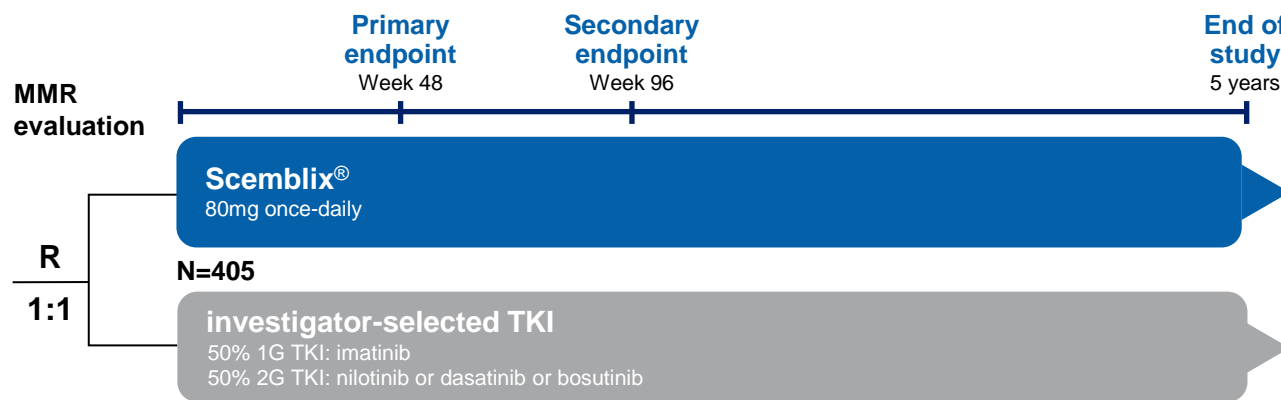 Primary
endpoint
Week 48
Secondary
endpoint
Week 96
End of
study
5 years
MMR
evaluation
Scemblix®
80mg once-daily
R
1:1
N=405
investigator-selected TKI
50% 1G TKI: imatinib
50% 2G TKI: nilotinib or dasatinib or bosutinib